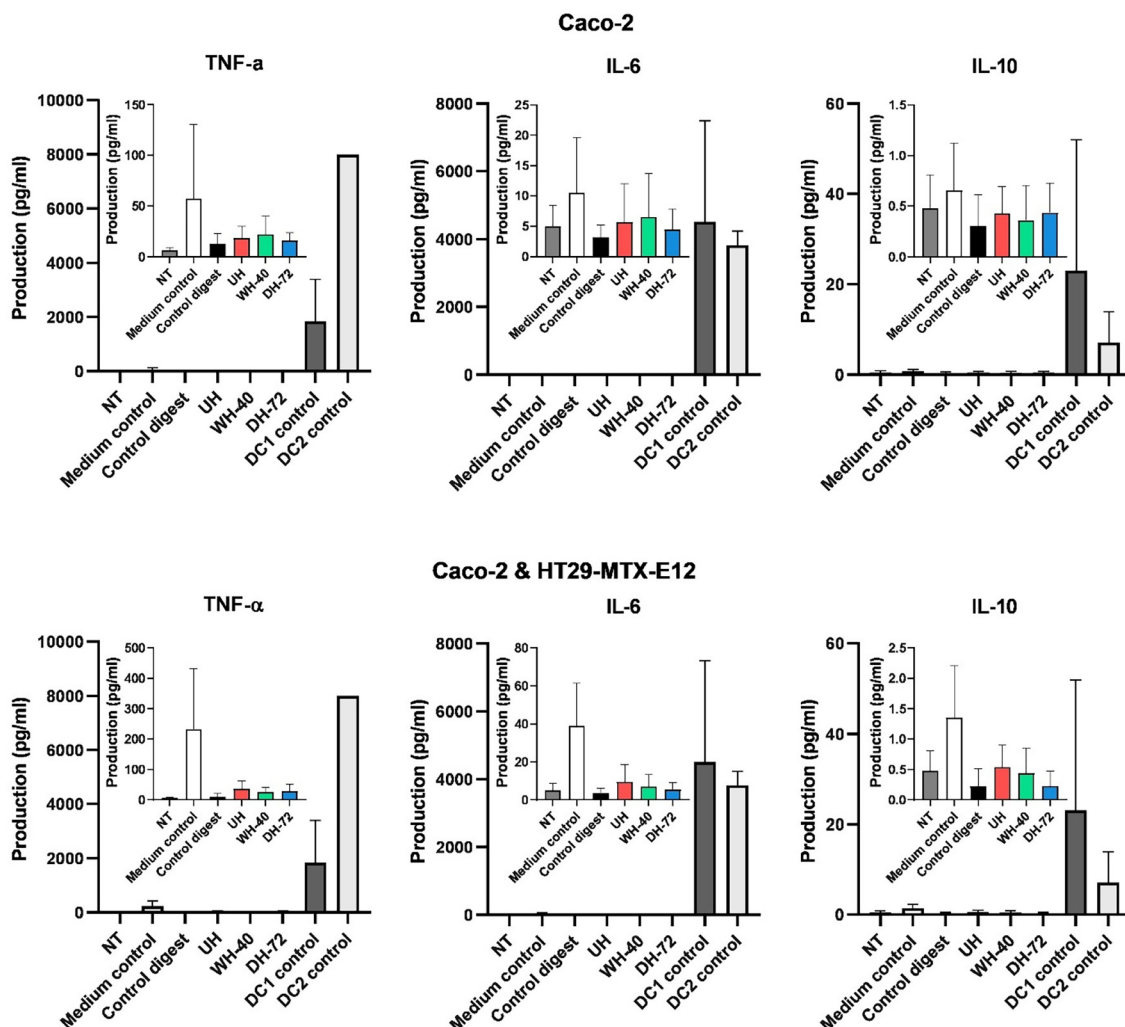 Caco-2
TNF-a
IL-6
IL-10
Production (pg/ml)
10000
8000
6000
4000
2000
0
Production (pg/ml)
150
100
50
0
NT
Medium control
Control digest
UH
WH-40
DH-72
NT
Medium control
Control digest
UH
WH-40
DH-72
DC1 control
DC2 control
Production (pg/ml)
8000
6000
4000
2000
0
Production (pg/ml)
25
20
15
10
5
0
NT
Medium control
Control digest
UH
WH-40
DH-72
NT
Medium control
Control digest
UH
WH-40
DH-72
DC1 control
DC2 control
Production (pg/ml)
60
40
20
0
Production (pg/ml)
1.5
1.0
0.5
0.0
NT
Medium control
Control digest
UH
WH-40
DH-72
NT
Medium control
Control digest
UH
WH-40
DH-72
DC1 control
DC2 control
Caco-2 & HT29-MTX-E12
TNF-α
IL-6
IL-10
Production (pg/ml)
10000
8000
6000
4000
2000
0
Production (pg/ml)
500
400
300
200
100
0
NT
Medium control
Control digest
UH
WH-40
DH-72
NT
Medium control
Control digest
UH
WH-40
DH-72
DC1 control
DC2 control
Production (pg/ml)
8000
6000
4000
2000
0
Production (pg/ml)
80
60
40
20
0
NT
Medium control
Control digest
UH
WH-40
DH-72
NT
Medium control
Control digest
UH
WH-40
DH-72
DC1 control
DC2 control
Production (pg/ml)
60
40
20
0
Production (pg/ml)
2.5
2.0
1.5
1.0
0.5
0.0
NT
Medium control
Control digest
UH
WH-40
DH-72
NT
Medium control
Control digest
UH
WH-40
DH-72
DC1 control
DC2 control